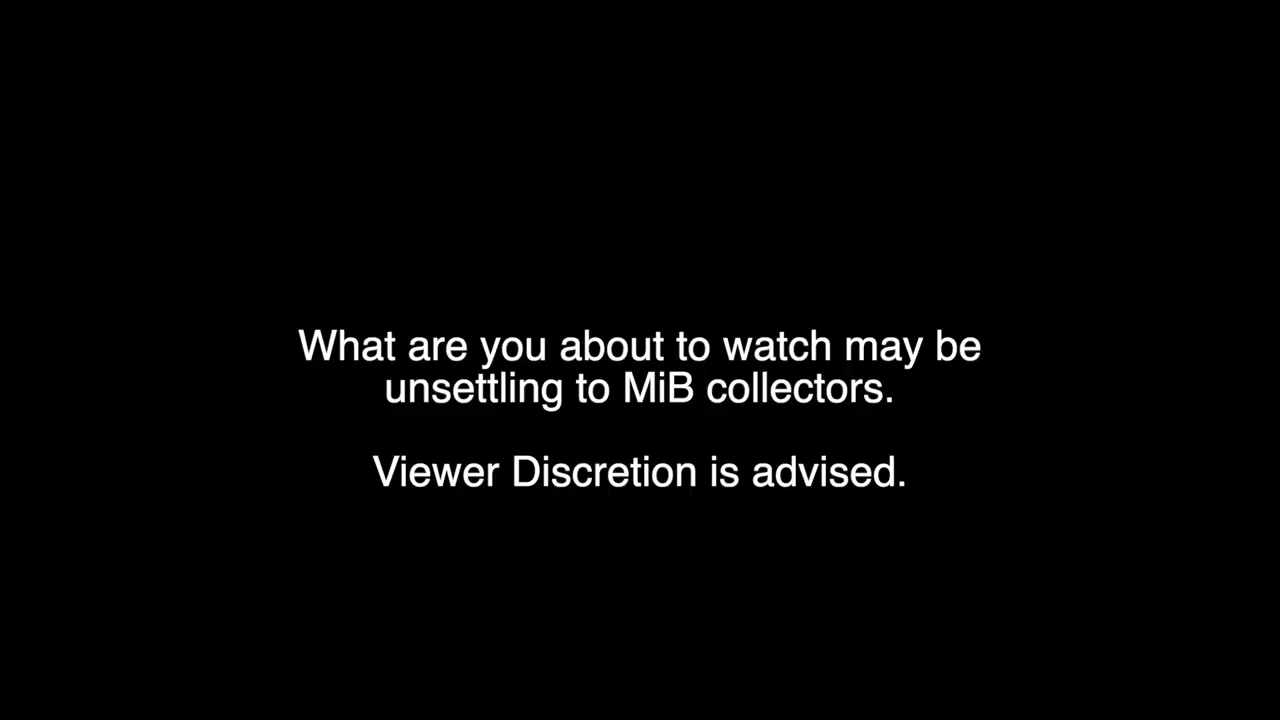 What are you about to watch may be
unsettling to MiB collectors.
Viewer Discretion is advised.